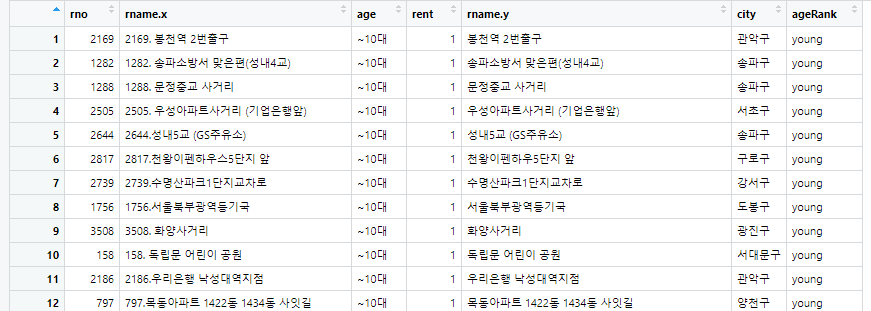 rno rname.x age rent rname.y city ageRank
1 2169 2169. 봉천역 2번출구 ~10대 1 봉천역 2번출구 관악구 young
2 1282 1282. 송파소방서 맞은편(성내4교) ~10대 1 송파소방서 맞은편(성내4교) 송파구 young
3 1288 1288. 문정중교 사거리 ~10대 1 문정중교 사거리 송파구 young
4 2505 2505. 우성아파트사거리 (기업은행앞) ~10대 1 우성아파트사거리 (기업은행앞) 서초구 young
5 2644 2644.성내5교 (GS주유소) ~10대 1 성내5교 (GS주유소) 송파구 young
6 2817 2817.천왕이펜하우스5단지 앞 ~10대 1 천왕이펜하우5단지 앞 구로구 young
7 2739 2739.수명산파크1단지교차로 ~10대 1 수명산파크1단지교차로 강서구 young
8 1756 1756.서울북부광역등기국 ~10대 1 서울북부광역등기국 도봉구 young
9 3508 3508. 화양사거리 ~10대 1 화양사거리 광진구 young
10 158 158. 독립문 어린이 공원 ~10대 1 독립문 어린이 공원 서대문구 young
11 2186 2186.우리은행 낙성대역지점 ~10대 1 우리은행 낙성대역지점 관악구 young
12 797 797.목동아파트 1422동 1434동 사잇길 ~10대 1 목동아파트 1422동 1434동 사잇길 양천구 young